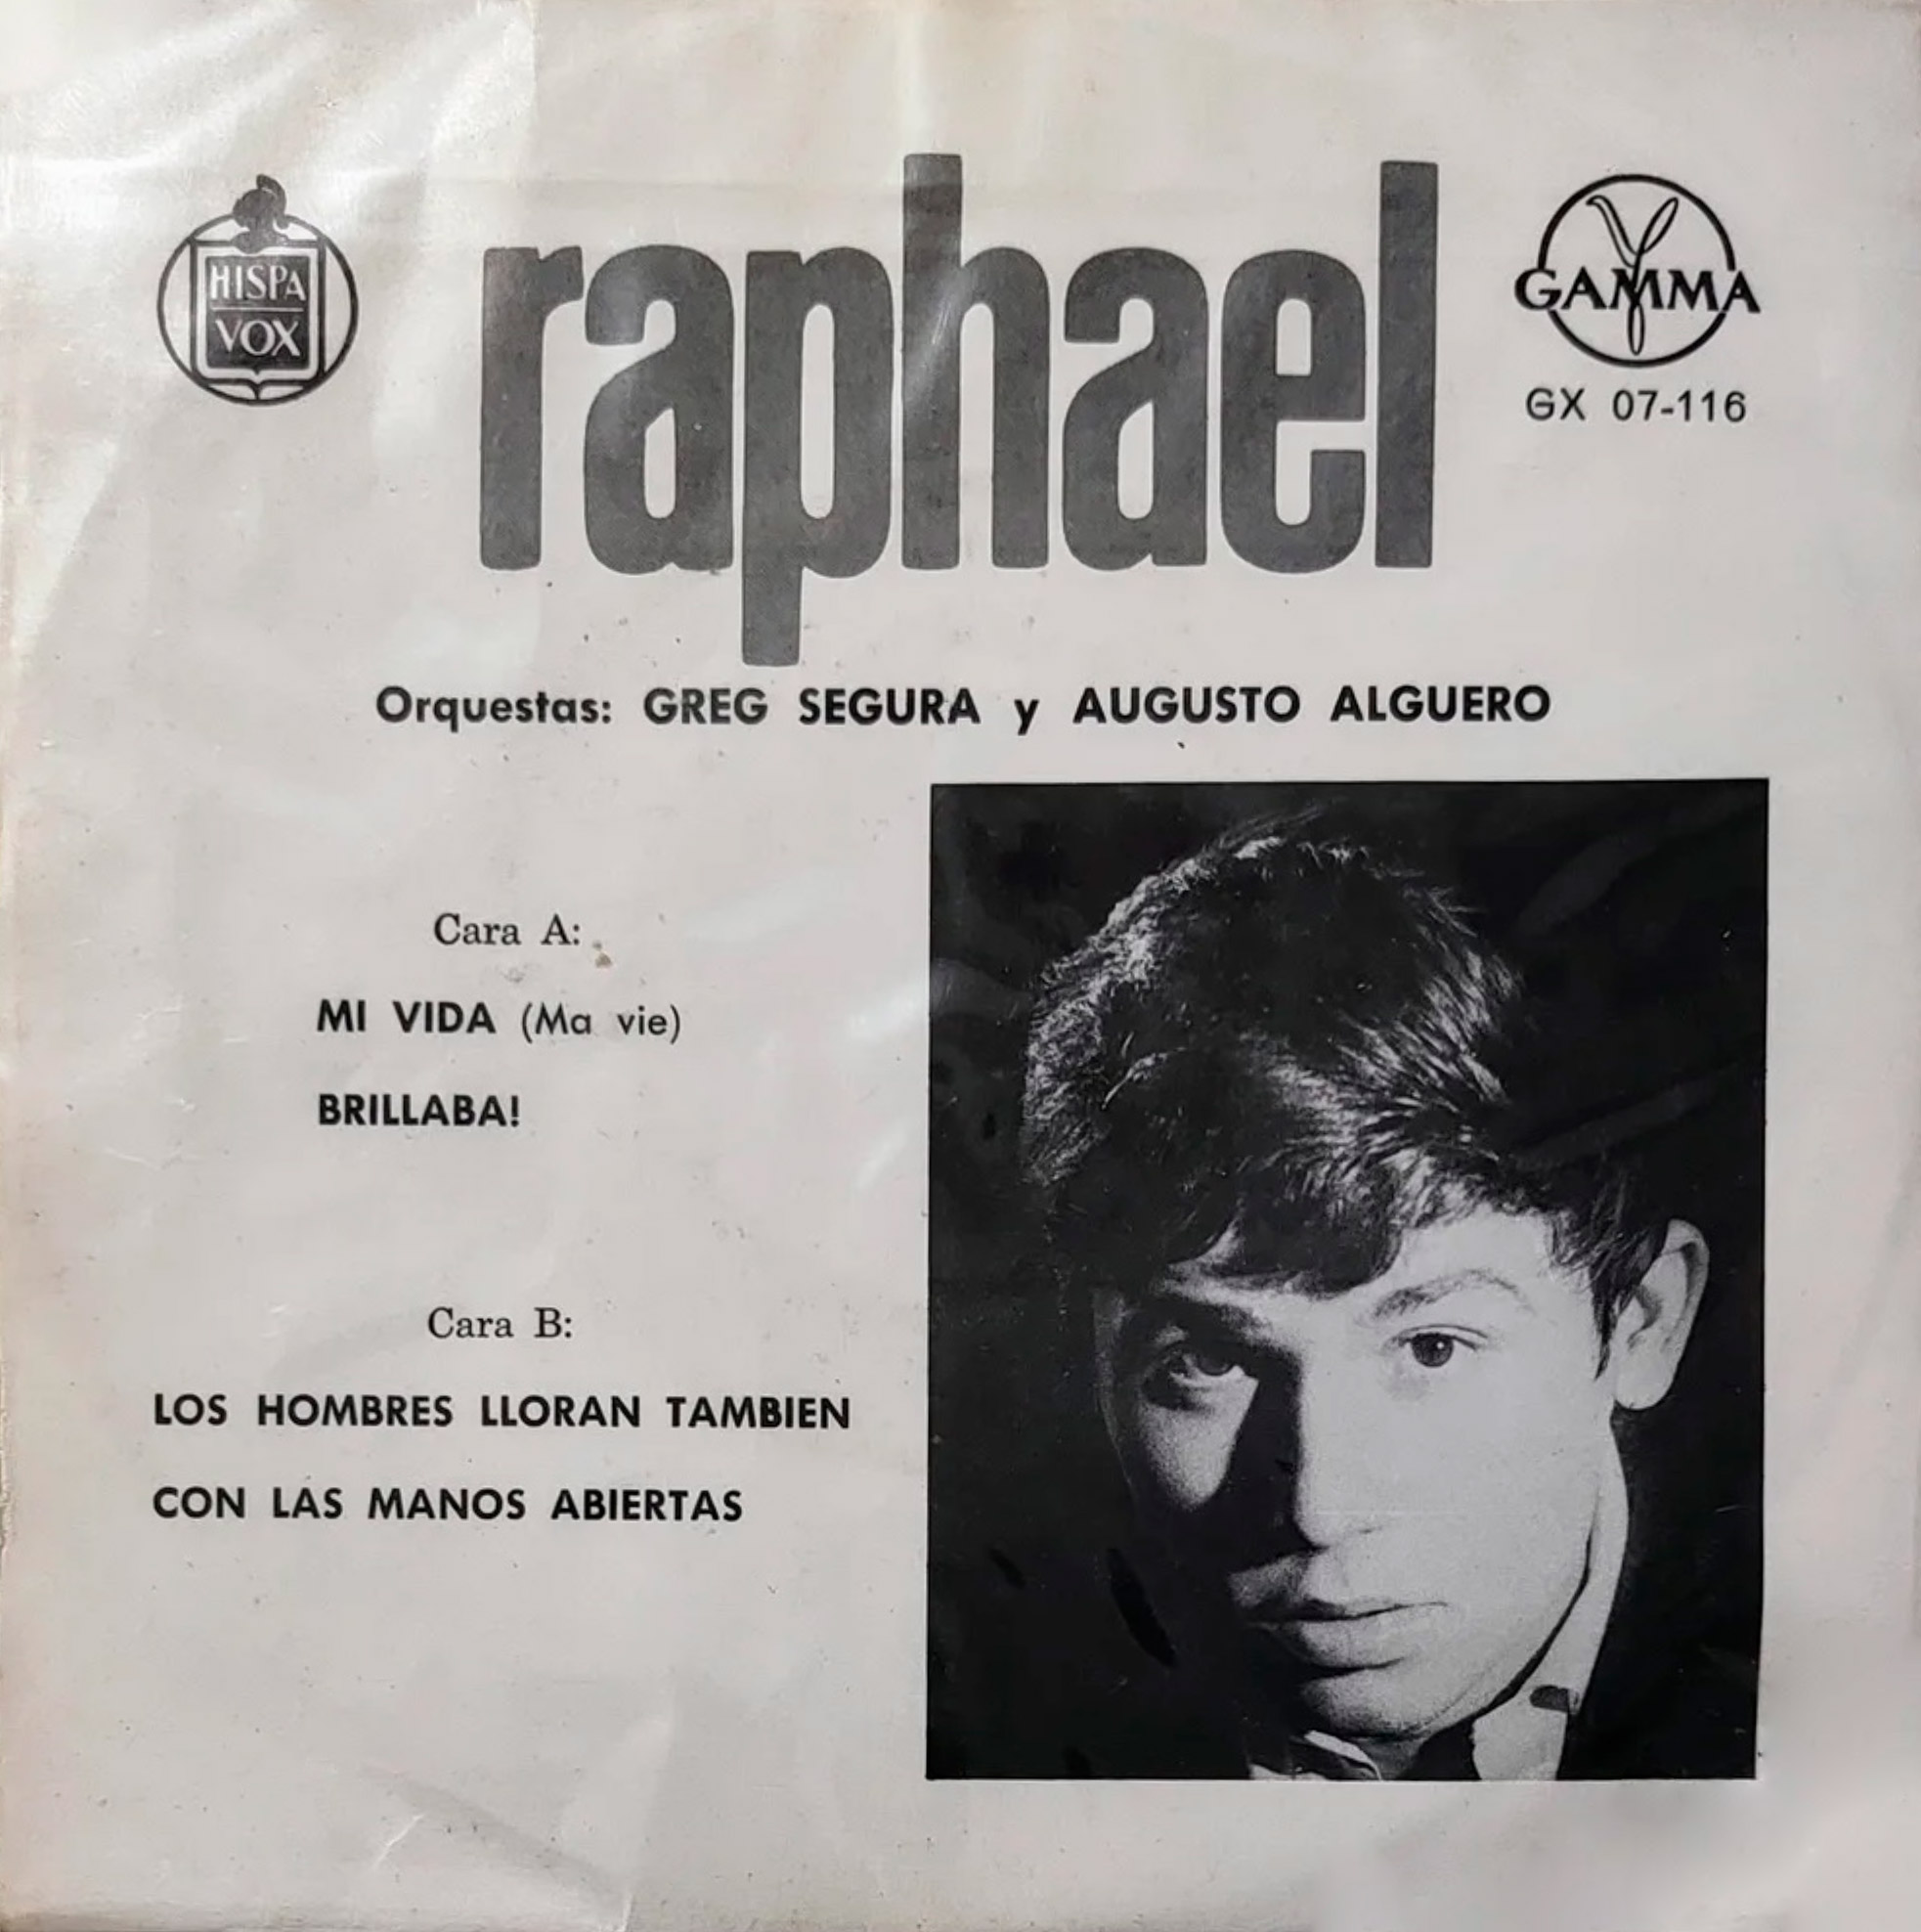 HISPA
VOX
raphael
GAMMA
GX 07-116
Orquestas: GREG SEGURA y AUGUSTO ALGUERO
Cara A:
MI VIDA (Ma vie)
BRILLABA!
Cara B:
LOS HOMBRES LLORAN TAMBIEN
CON LAS MANOS ABIERTAS